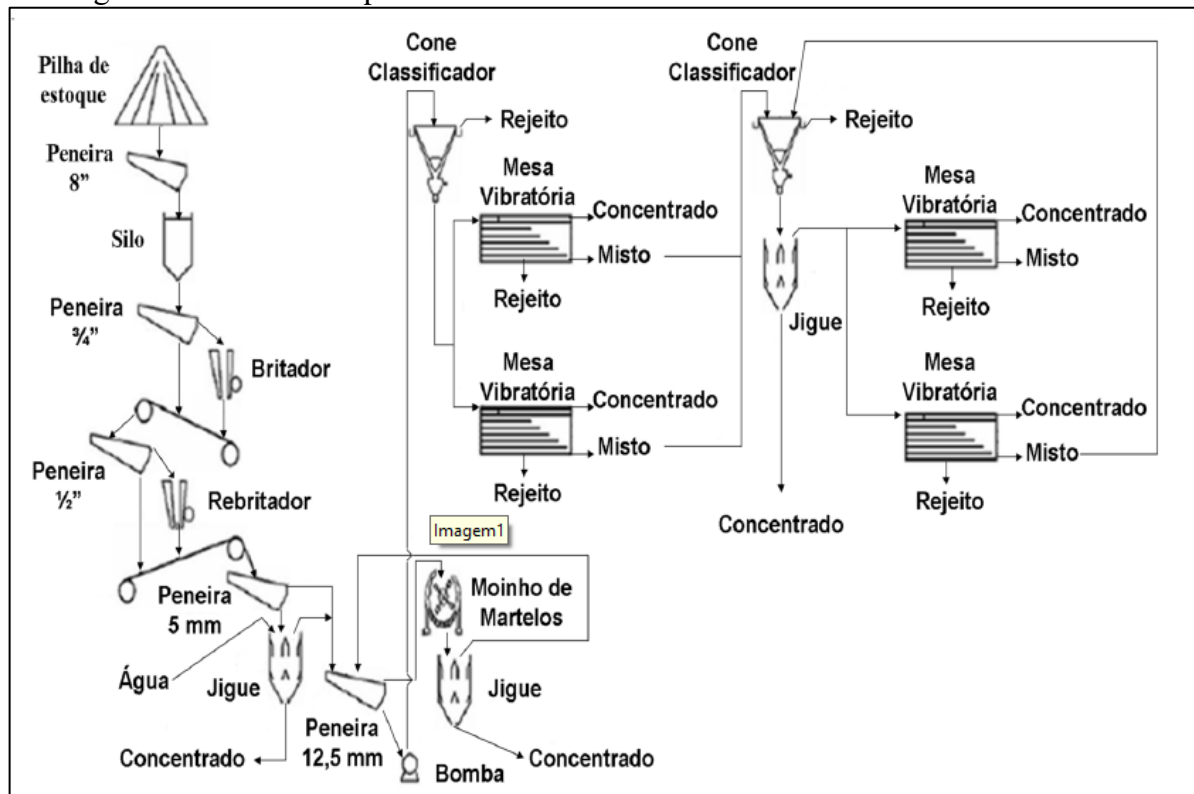 Pilha de
estoque
Peneira
8”
Silo
Peneira
¾”
Britador
Peneira
½”
Rebritador
Peneira
5 mm
Água
Jigue
Concentrado
Peneira
12,5 mm
Bomba
Moinho de
Martelos
Jigue
Concentrado
Imagem1
Cone
Classificador
Rejeito
Mesa
Vibratória
Concentrado
Misto
Rejeito
Mesa
Vibratória
Concentrado
Misto
Rejeito
Cone
Classificador
Rejeito
Jigue
Concentrado
Mesa
Vibratória
Concentrado
Misto
Rejeito
Mesa
Vibratória
Concentrado
Misto
Rejeito